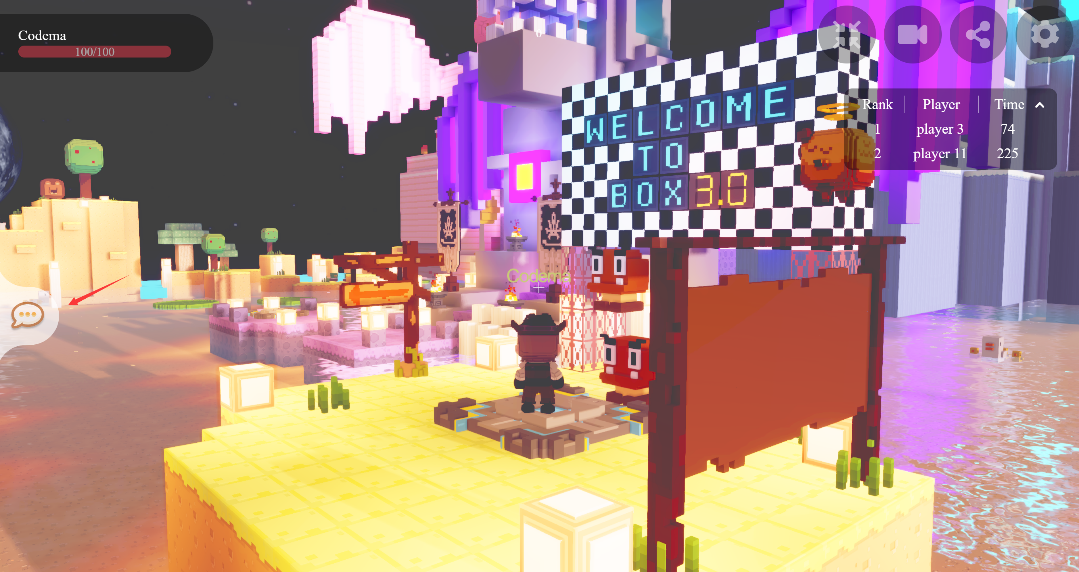 Codema
100/100
WELCOME
TO
BOX3.0
Rank Player Time
1 player 3 74
2 player 11 225
Codema